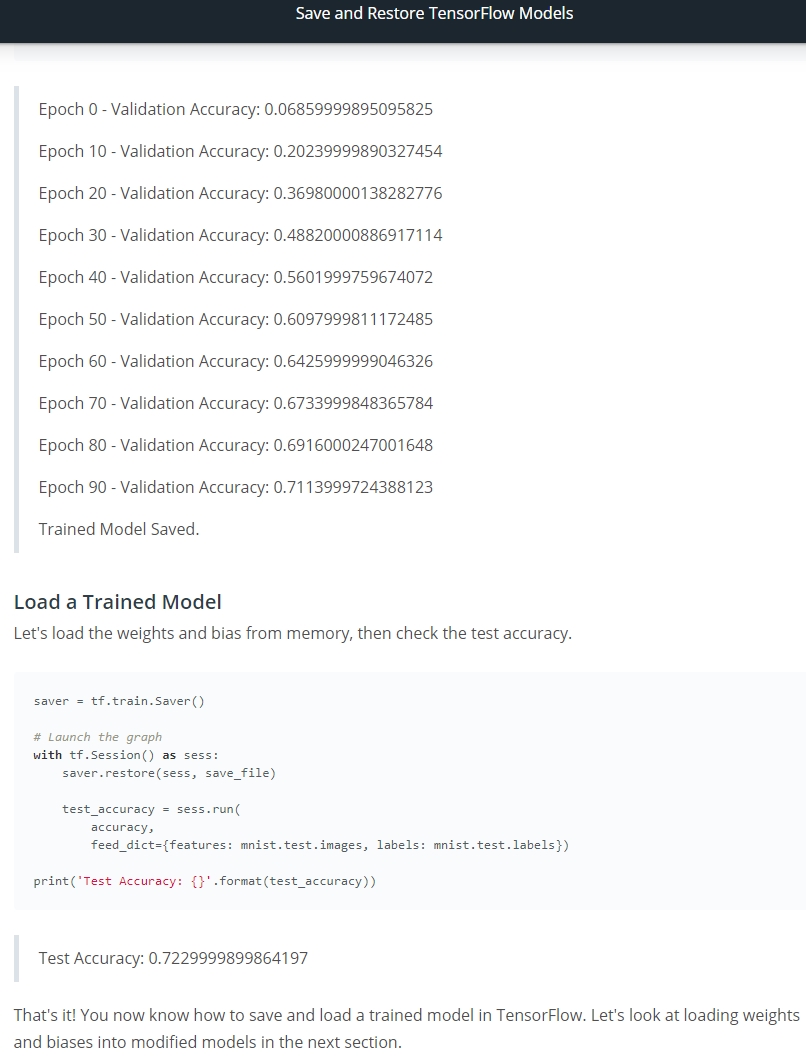 Save and Restore TensorFlow Models
Epoch 0 - Validation Accuracy: 0.06859999895095825
Epoch 10 - Validation Accuracy: 0.20239999890327454
Epoch 20 - Validation Accuracy: 0.36980000138282776
Epoch 30 - Validation Accuracy: 0.48820000886917114
Epoch 40 - Validation Accuracy: 0.5601999759674072
Epoch 50 - Validation Accuracy: 0.6097999811172485
Epoch 60 - Validation Accuracy: 0.6425999999046326
Epoch 70 - Validation Accuracy: 0.6733999848365784
Epoch 80 - Validation Accuracy: 0.6916000247001648
Epoch 90 - Validation Accuracy: 0.7113999724388123
Trained Model Saved.
Load a Trained Model
Let's load the weights and bias from memory, then check the test accuracy.
saver = tf.train.Saver()
# Launch the graph
with tf.Session() as sess:
    saver.restore(sess, save_file)
    test_accuracy = sess.run(
        accuracy,
        feed_dict={features: mnist.test.images, labels: mnist.test.labels})
print('Test Accuracy: {}'.format(test_accuracy))
Test Accuracy: 0.7229999899864197
That's it! You now know how to save and load a trained model in TensorFlow. Let's look at loading weights
and biases into modified models in the next section.